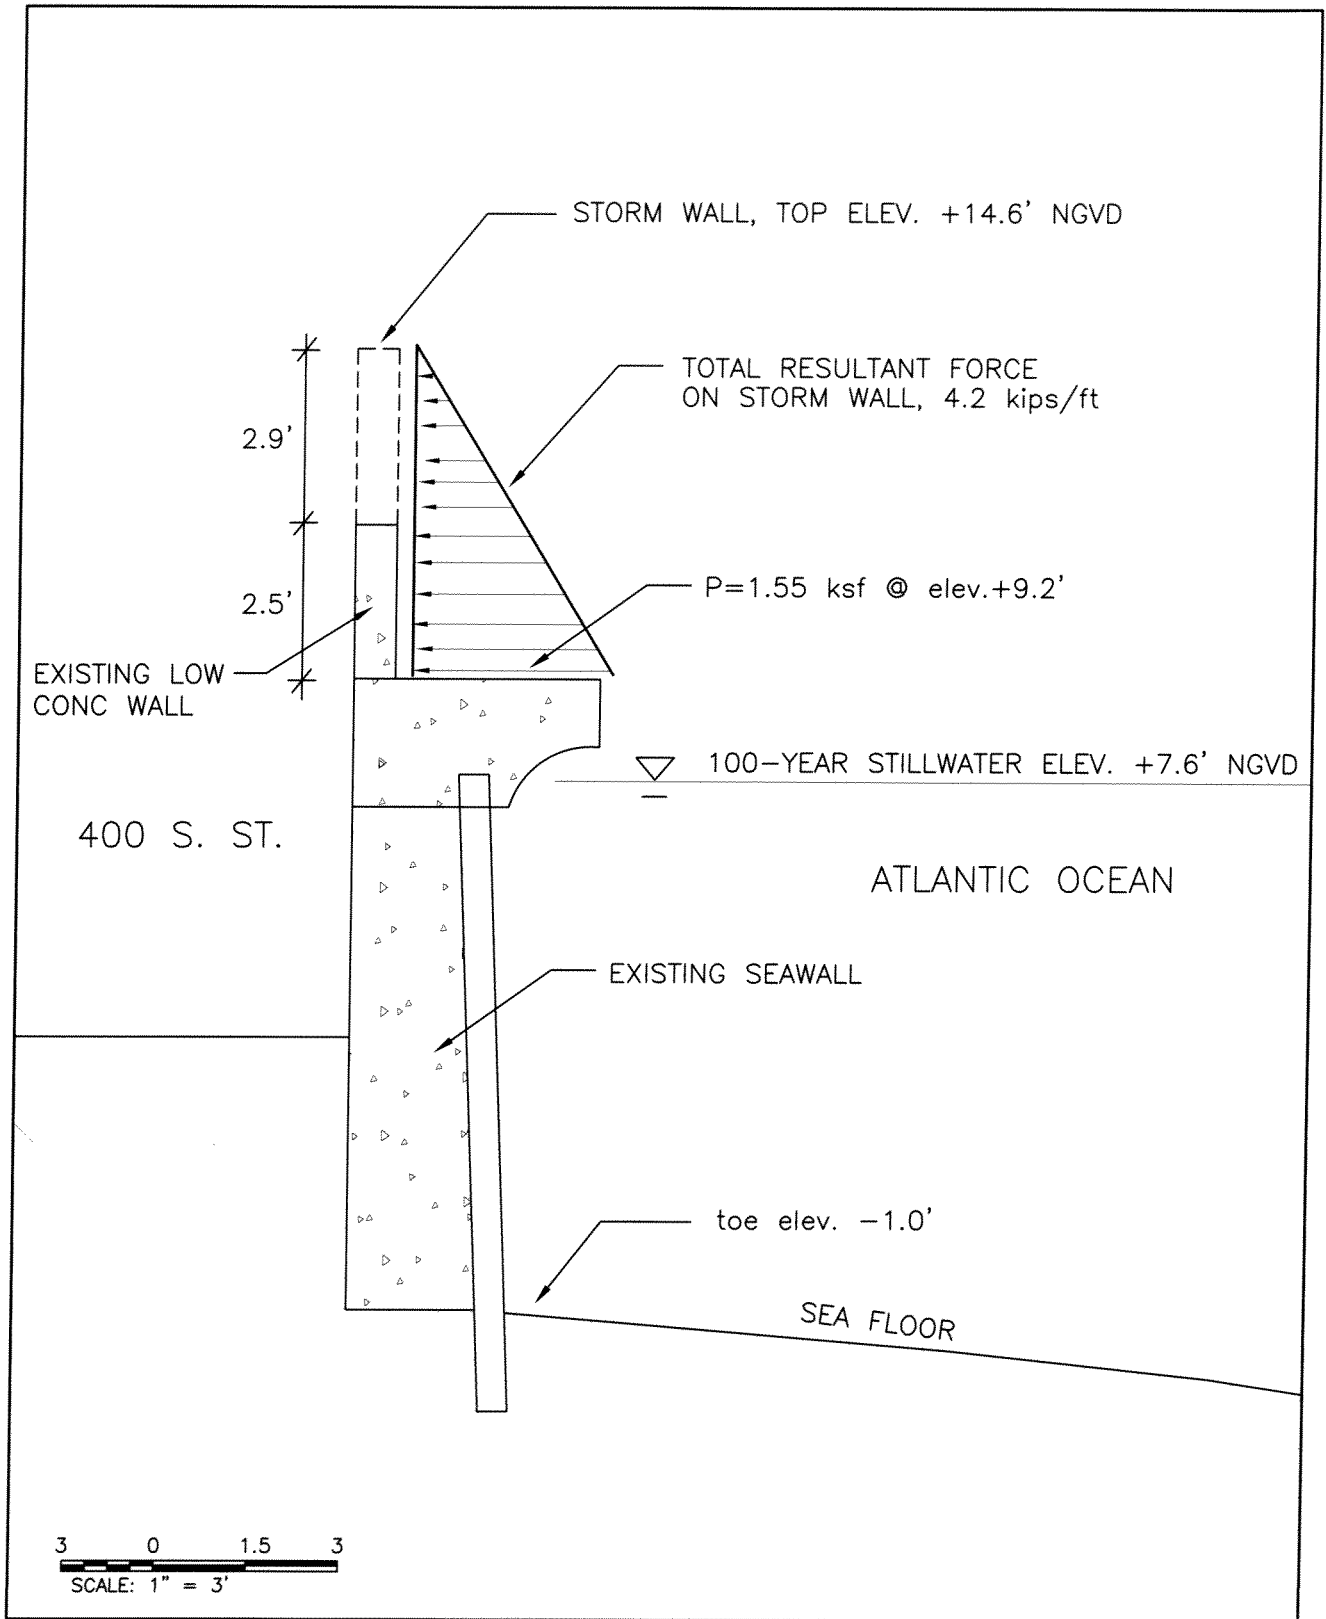 STORM WALL, TOP ELEV. +14.6' NGVD
TOTAL RESULTANT FORCE
ON STORM WALL, 4.2 kips/ft
2.9'
P=1.55 ksf @ elev.+9.2'
2.5'
EXISTING LOW
CONC WALL
100-YEAR STILLWATER ELEV. +7.6' NGVD
400 S. ST.
ATLANTIC OCEAN
EXISTING SEAWALL
toe elev. -1.0'
SEA FLOOR
3 0 1.5 3
SCALE: 1" = 3'